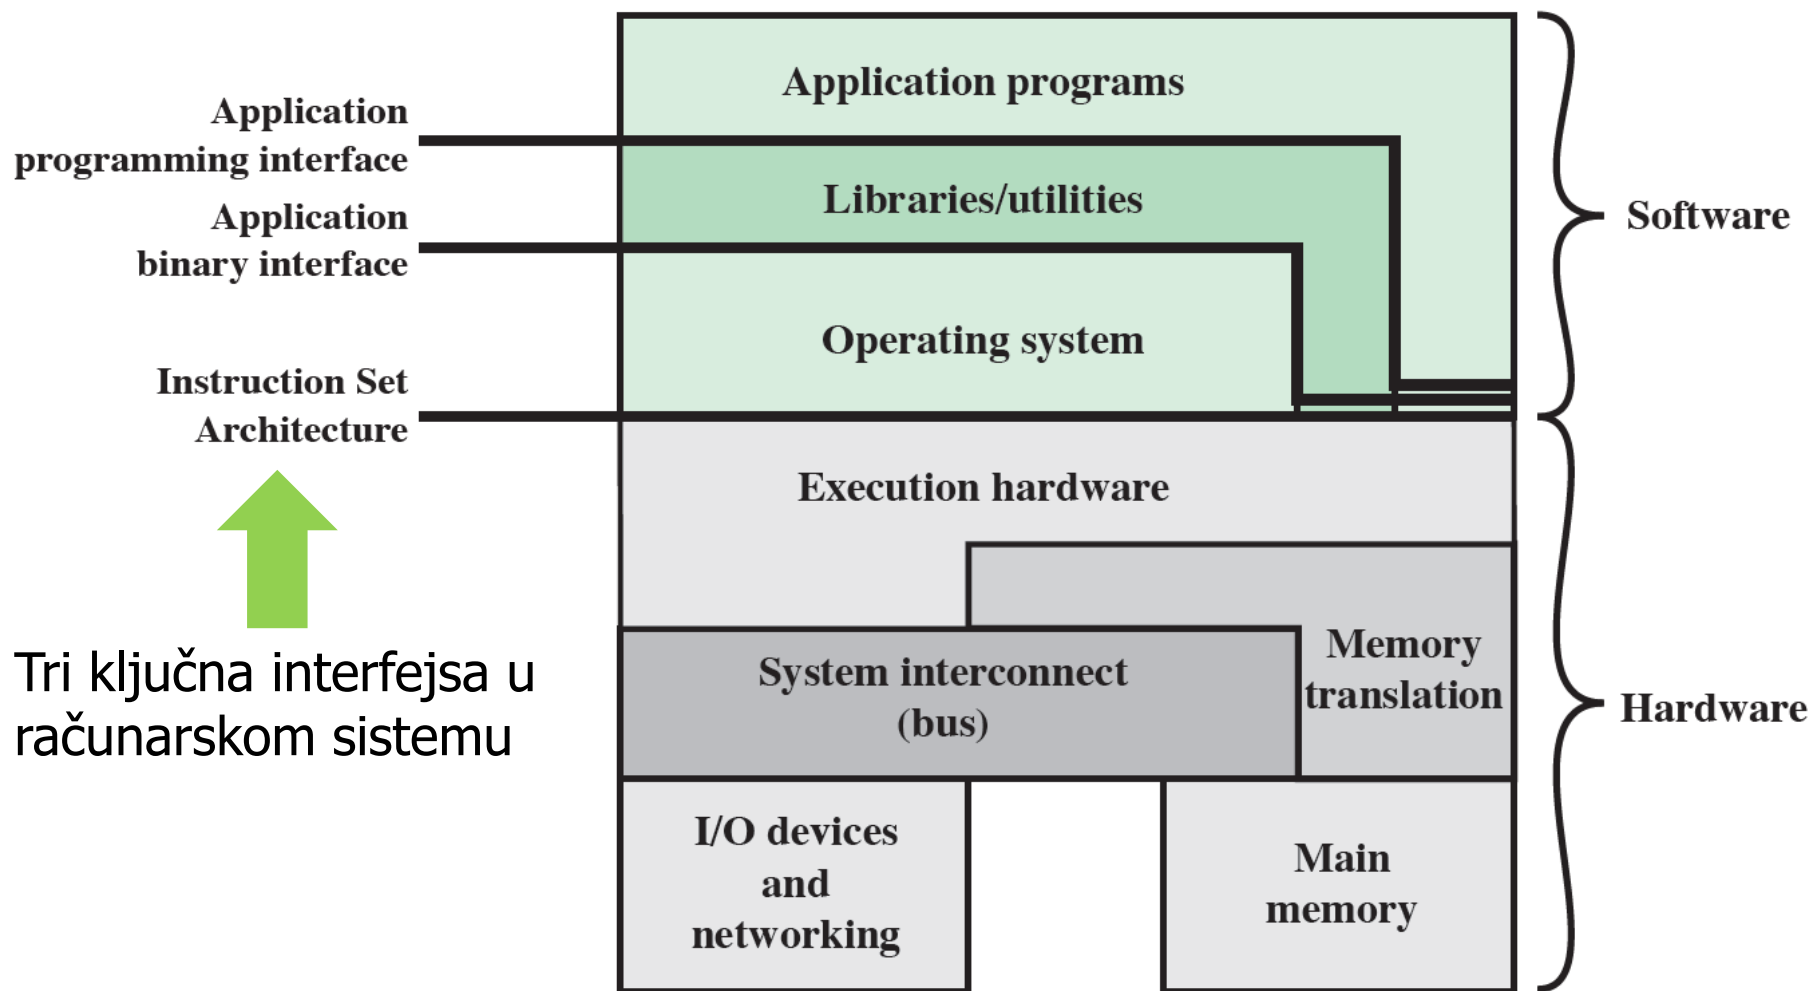 Application
programming interface
Application
binary interface
Instruction Set
Architecture
Tri ključna interfejsa u
računarskom sistemu
Application programs
Libraries/utilities
Operating system
Execution hardware
System interconnect
(bus)
Memory
translation
I/O devices
and
networking
Main
memory
Software
Hardware